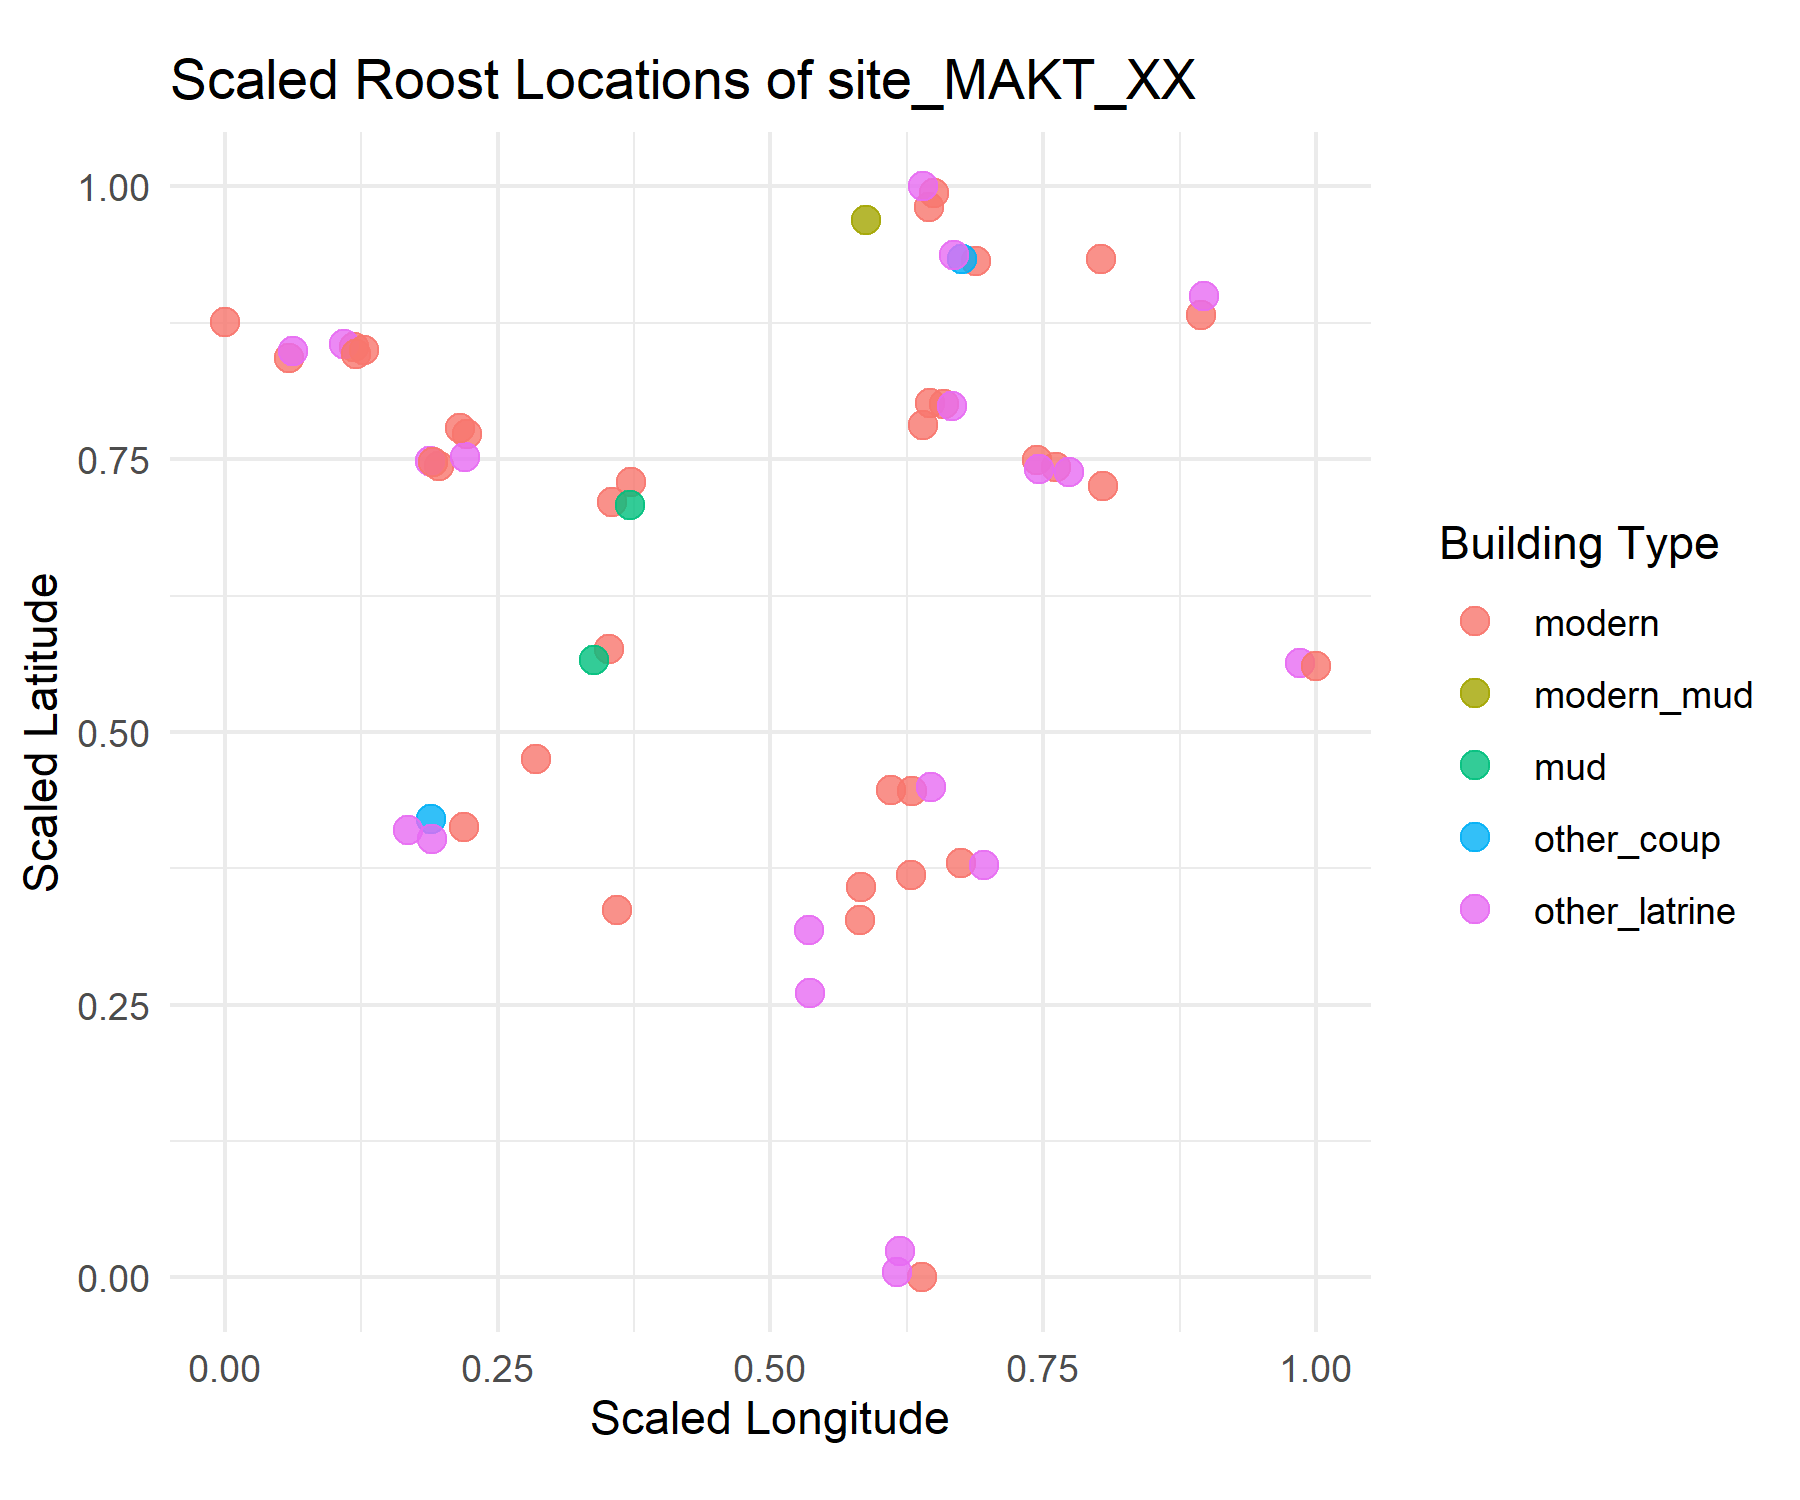 Scaled Roost Locations of site_MAKT_XX
1.00
0.75
0.50
0.25
0.00
Scaled Latitude
0.00 0.25 0.50 0.75 1.00
Scaled Longitude
Building Type
modern
modern_mud
mud
other_coup
other_latrine